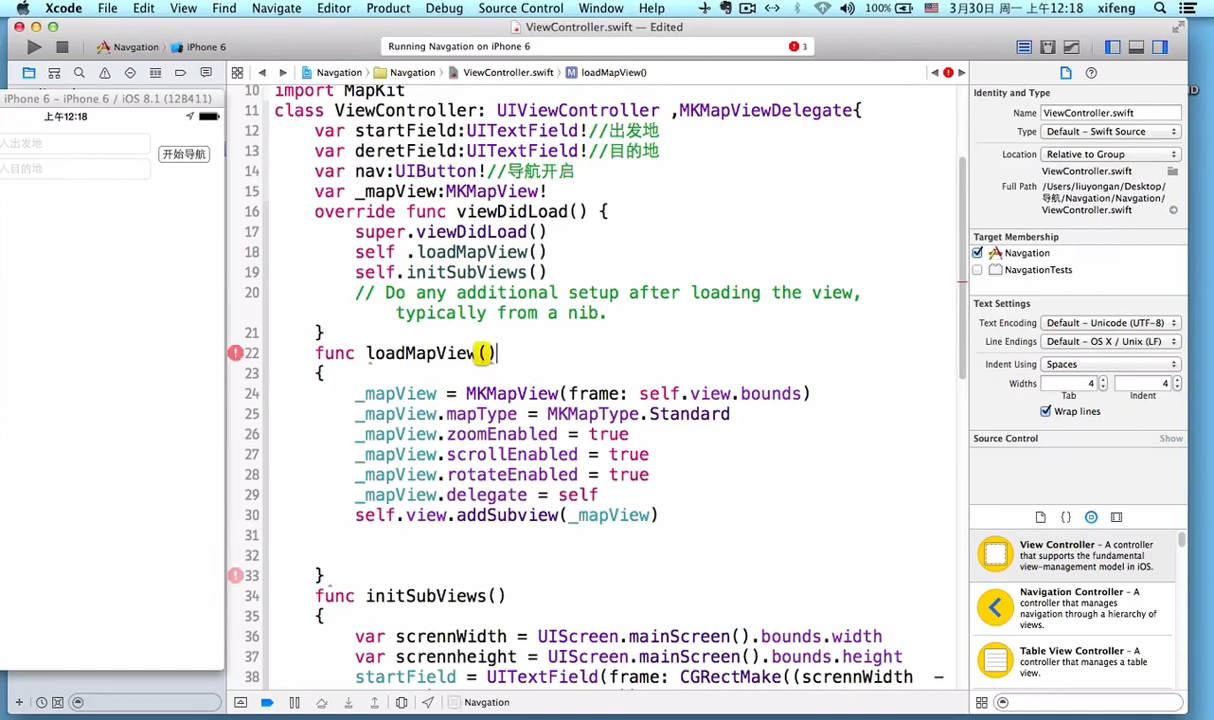 Xcode File Edit View Find Navigate Editor Product Debug Source Control Window Help 100% 3月30日 周一 上午12:18 xifeng
ViewController.swift — Edited
Navgation iPhone 6 Running Navgation on iPhone 6 3
Navgation Navgation ViewController.swift M loadMapView()
iPhone 6 – iPhone 6 / iOS 8.1 (12B411)
上午12:18
人出发地
开始导航
人目的地
10 import MapKit
11 class ViewController: UIViewController ,MKMapViewDelegate{
12 var startField:UITextField!//出发地
13 var deretField:UITextField!//目的地
14 var nav:UIButton!//导航开启
15 var _mapView:MKMapView!
16 override func viewDidLoad() {
17 super.viewDidLoad()
18 self .loadMapView()
19 self.initSubViews()
20 // Do any additional setup after loading the view,
typically from a nib.
21 }
22 func loadMapView()
{
24 _mapView = MKMapView(frame: self.view.bounds)
25 _mapView.mapType = MKMapType.Standard
26 _mapView.zoomEnabled = true
27 _mapView.scrollEnabled = true
28 _mapView.rotateEnabled = true
29 _mapView.delegate = self
30 self.view.addSubview(_mapView)
31
32
33 }
34 func initSubViews()
35 {
36 var scrennWidth = UIScreen.mainScreen().bounds.width
37 var scrennheight = UIScreen.mainScreen().bounds.height
38 startField = UITextField(frame: CGRectMake((scrennWidth -
Navgation
Identity and Type
Name ViewController.swift
Type Default – Swift Source
Location Relative to Group
ViewController.swift
Full Path /Users/liuyongan/Desktop/
导航/Navgation/Navgation/
ViewController.swift
Target Membership
Navgation
NavgationTests
Text Settings
Text Encoding Default – Unicode (UTF-8)
Line Endings Default – OS X / Unix (LF)
Indent Using Spaces
Widths 4 4
Tab Indent
Wrap lines
Source Control Show
View Controller – A controller
that supports the fundamental
view-management model in iOS.
Navigation Controller – A
controller that manages
navigation through a hierarchy of
views.
Table View Controller – A
controller that manages a table
view.